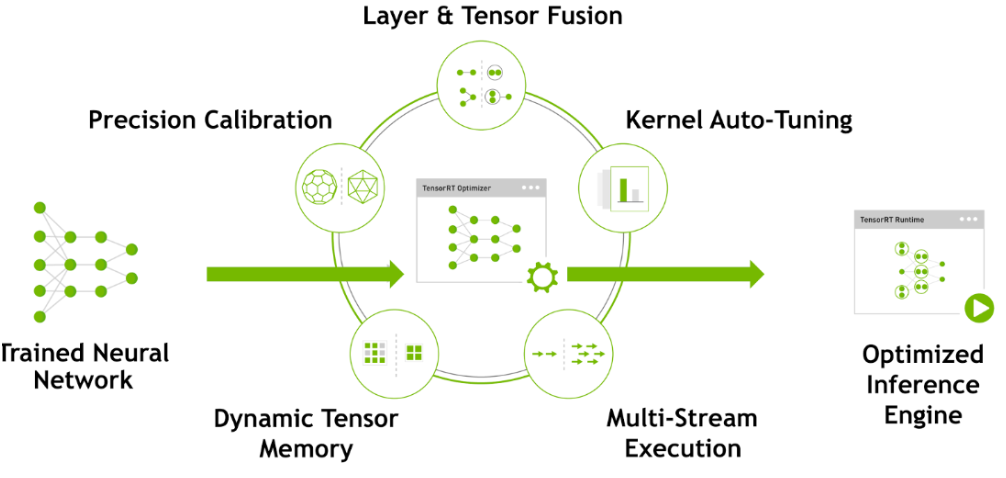 Layer & Tensor Fusion
Precision Calibration
Kernel Auto-Tuning
TensorRT Optimizer
TensorRT Runtime
Trained Neural
Network
Dynamic Tensor
Memory
Multi-Stream
Execution
Optimized
Inference
Engine